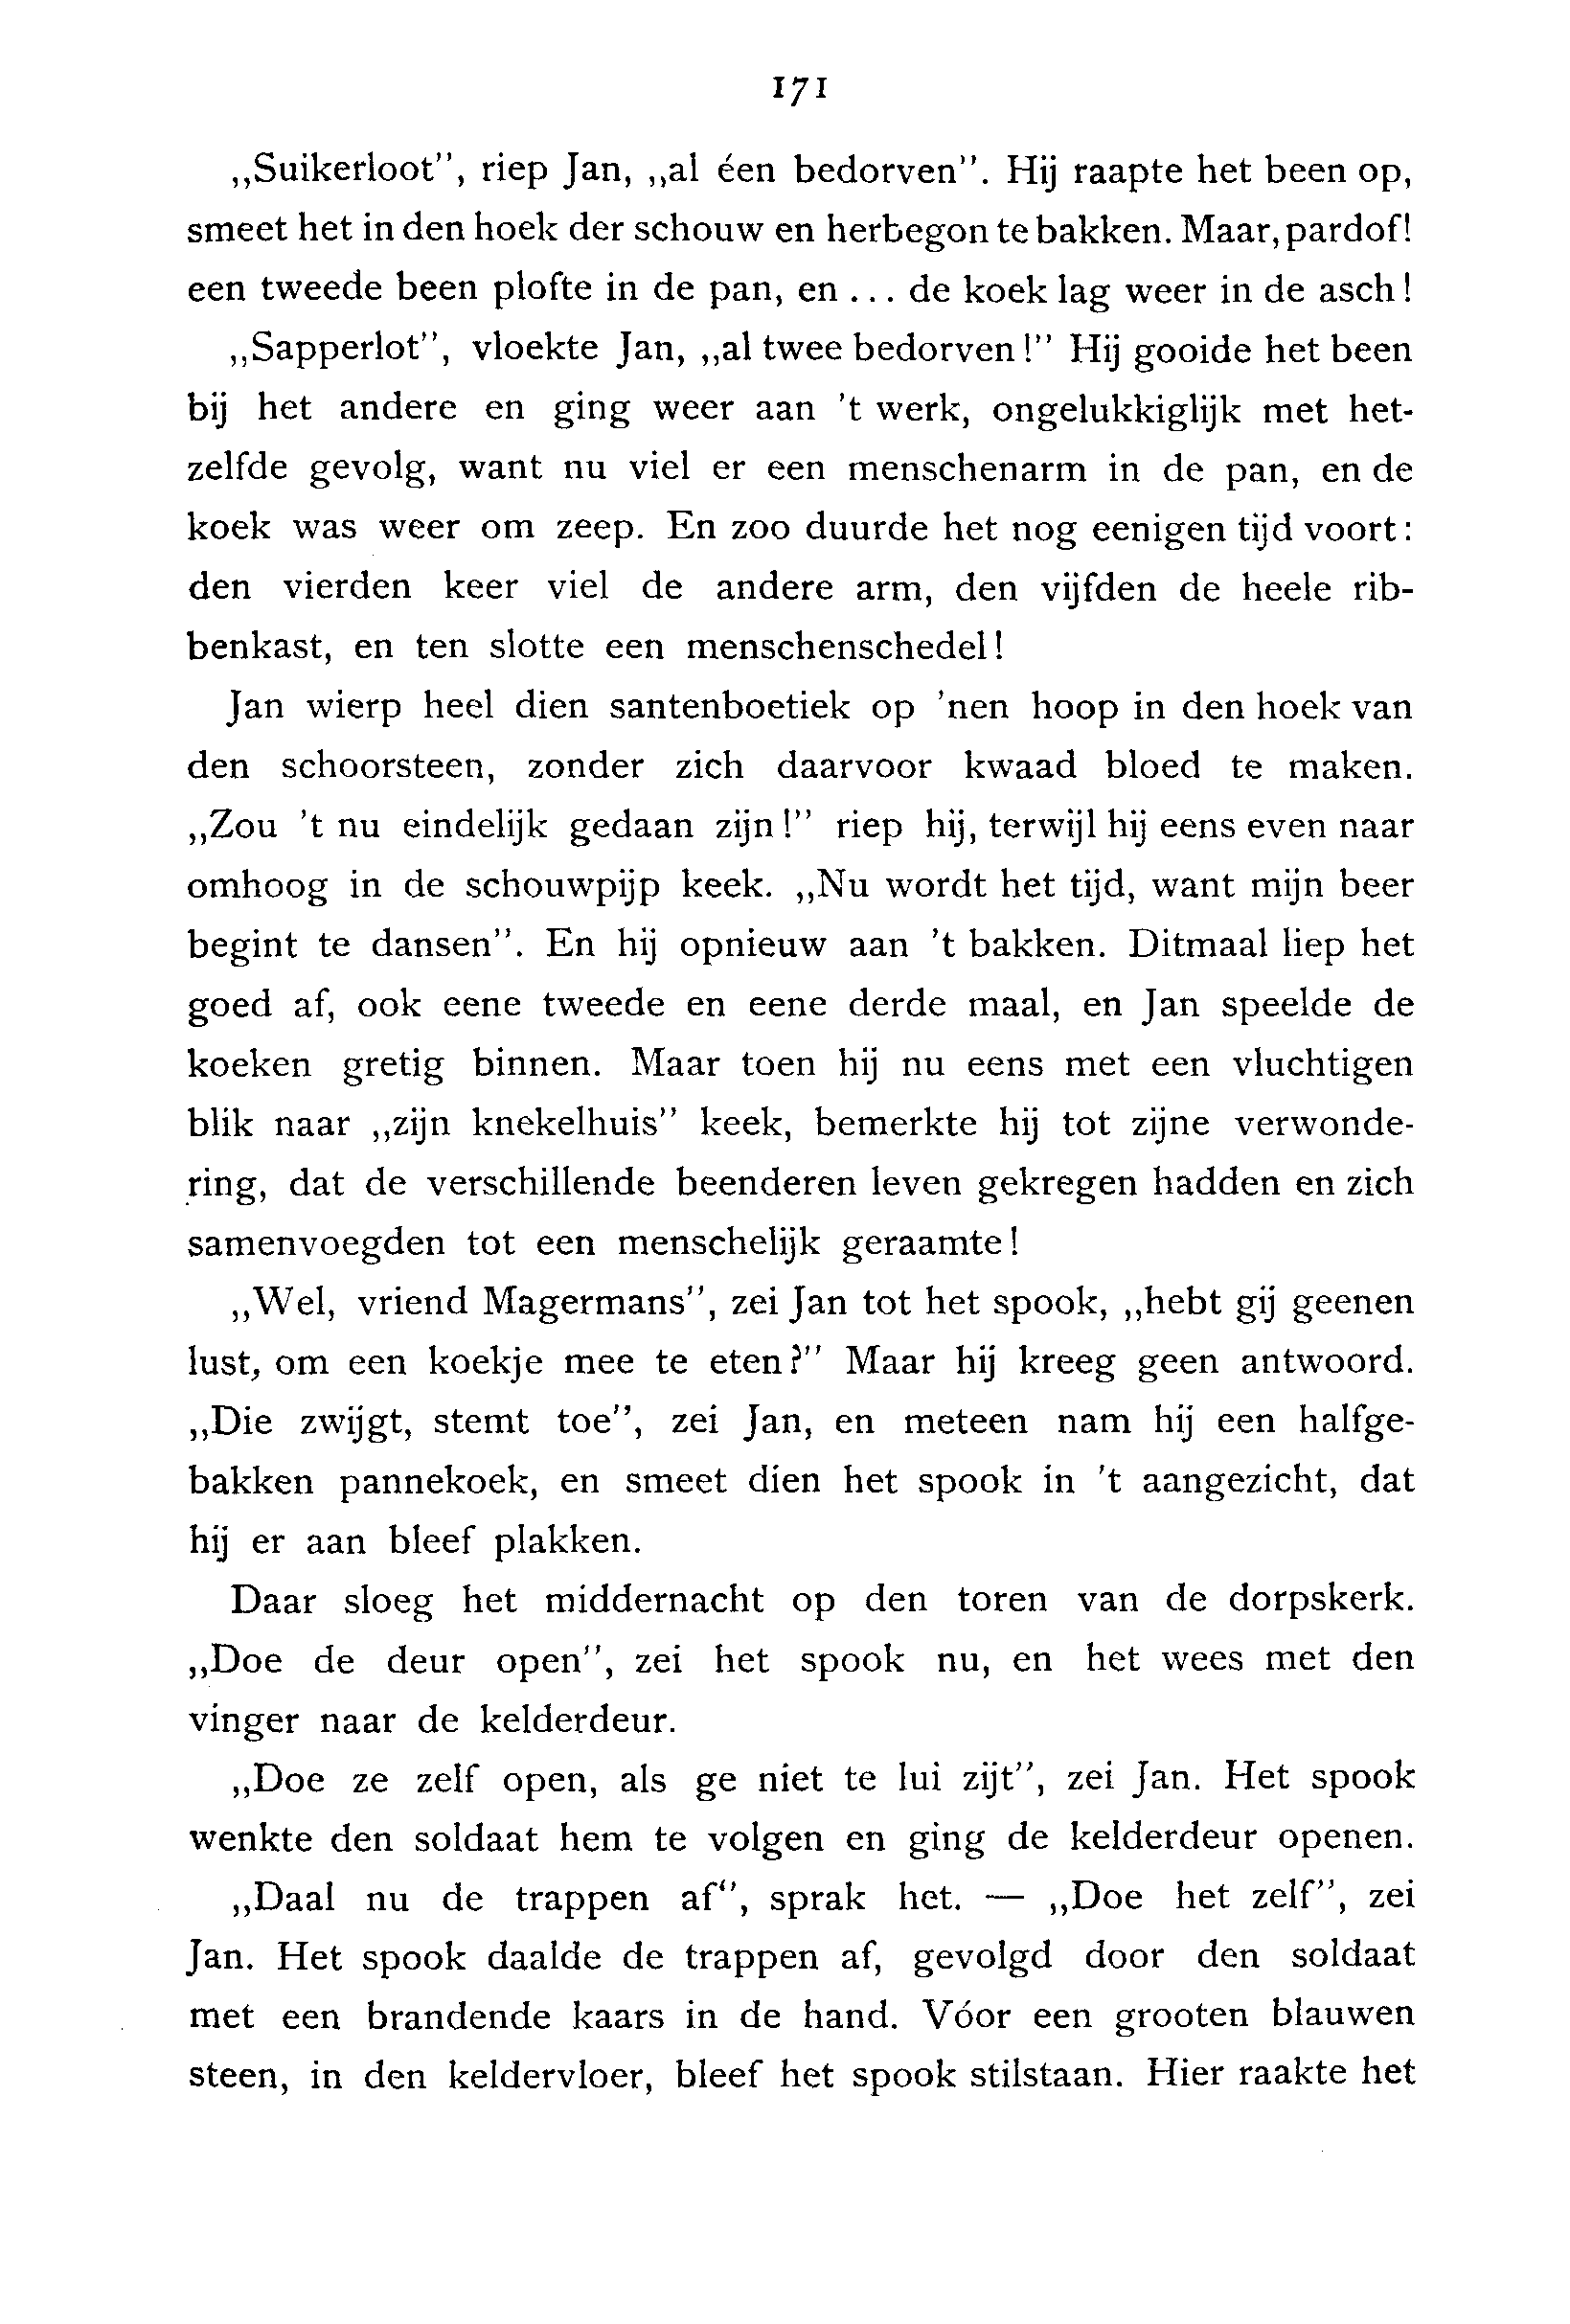 171
„Suikerloot”, riep Jan, „al één bedorven”. Hij raapte het been op,
smeet het in den hoek der schouw en herbegon te bakken. Maar, pardof!
een tweede been plofte in de pan, en ... de koek lag weer in de asch!
„Sapperlot”, vloekte Jan, „al twee bedorven!” Hij gooide het been
bij het andere en ging weer aan 't werk, ongelukkiglijk met het-
zelfde gevolg, want nu viel er een menschenarm in de pan, en de
koek was weer om zeep. En zoo duurde het nog eenigen tijd voort:
den vierden keer viel de andere arm, den vijfden de heele rib-
benkast, en ten slotte een menschenschedel!
Jan wierp heel dien santenboetiek op 'nen hoop in den hoek van
den schoorsteen, zonder zich daarvoor kwaad bloed te maken.
„Zou 't nu eindelijk gedaan zijn!” riep hij, terwijl hij eens even naar
omhoog in de schouwpijp keek. „Nu wordt het tijd, want mijn beer
begint te dansen”. En hij opnieuw aan 't bakken. Ditmaal liep het
goed af, ook eene tweede en eene derde maal, en Jan speelde de
koeken gretig binnen. Maar toen hij nu eens met een vluchtigen
blik naar „zijn knekelhuis” keek, bemerkte hij tot zijne verwonde-
ring, dat de verschillende beenderen leven gekregen hadden en zich
samenvoegden tot een menschelijk geraamte!
„Wel, vriend Magermans”, zei Jan tot het spook, „hebt gij geenen
lust, om een koekje mee te eten?” Maar hij kreeg geen antwoord.
„Die zwijgt, stemt toe”, zei Jan, en meteen nam hij een halfge-
bakken pannekoek, en smeet dien het spook in 't aangezicht, dat
hij er aan bleef plakken.
Daar sloeg het middernacht op den toren van de dorpskerk.
„Doe de deur open”, zei het spook nu, en het wees met den
vinger naar de kelderdeur.
„Doe ze zelf open, als ge niet te lui zijt”, zei Jan. Het spook
wenkte den soldaat hem te volgen en ging de kelderdeur openen.
„Daal nu de trappen af”, sprak het. — „Doe het zelf”, zei
Jan. Het spook daalde de trappen af, gevolgd door den soldaat
met een brandende kaars in de hand. Vóor een grooten blauwen
steen, in den keldervloer, bleef het spook stilstaan. Hier raakte het